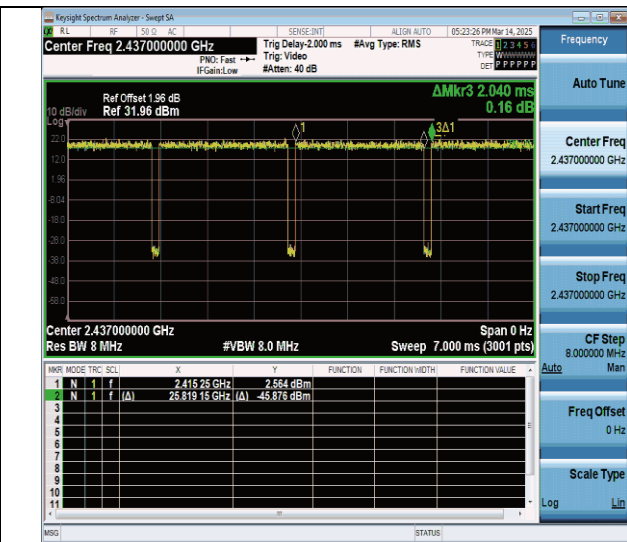 Keysight Spectrum Analyzer - Swept SA
RL RF 50 Ω AC SENSE:INT ALIGN AUTO 05:23:26 PM Mar 14, 2025
Center Freq 2.437000000 GHz Trig Delay-2.000 ms #Avg Type: RMS TRACE 1 2 3 4 5 6
PNO: Fast Trig: Video TYPE WWWWWW
IFGain:Low #Atten: 40 dB DET P P P P P P
ΔMkr3 2.040 ms
0.16 dB
Ref Offset 1.96 dB
10 dB/div Ref 31.96 dBm
Log
22.0
12.0
1.96
-8.04
-18.0
-28.0
-38.0
-48.0
-58.0
1
3Δ1
Center 2.437000000 GHz Span 0 Hz
Res BW 8 MHz #VBW 8.0 MHz Sweep 7.000 ms (3001 pts)
MKR MODE TRC SCL X Y FUNCTION FUNCTION WIDTH FUNCTION VALUE
1 N 1 f 2.415 25 GHz 2.564 dBm
2 N 1 f (Δ) 25.819 15 GHz (Δ) -45.876 dBm
3
4
5
6
7
8
9
10
11
MSG STATUS
Frequency
Auto Tune
Center Freq
2.437000000 GHz
Start Freq
2.437000000 GHz
Stop Freq
2.437000000 GHz
CF Step
8.000000 MHz
Auto Man
Freq Offset
0 Hz
Scale Type
Log Lin